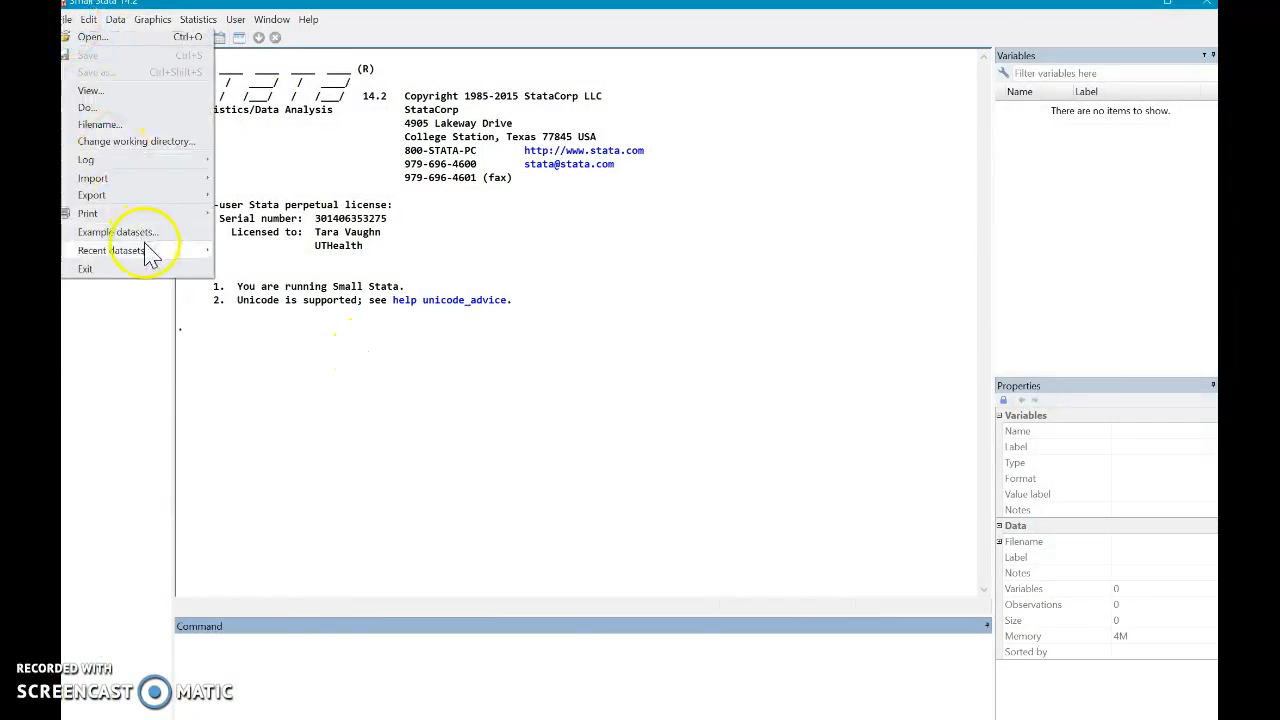 Small Stata 14.2
File Edit Data Graphics Statistics User Window Help
Open... Ctrl+O
Save Ctrl+S
Save as... Ctrl+Shift+S
View...
Do...
Filename...
Change working directory...
Log
Import
Export
Print
Example datasets...
Recent datasets
Exit
(R)
14.2 Copyright 1985-2015 StataCorp LLC
istics/Data Analysis StataCorp
4905 Lakeway Drive
College Station, Texas 77845 USA
800-STATA-PC http://www.stata.com
979-696-4600 stata@stata.com
979-696-4601 (fax)
-user Stata perpetual license:
Serial number: 301406353275
Licensed to: Tara Vaughn
UTHealth
1. You are running Small Stata.
2. Unicode is supported; see help unicode_advice.
.
Command
Variables
Filter variables here
Name Label
There are no items to show.
Properties
Variables
Name
Label
Type
Format
Value label
Notes
Data
Filename
Label
Notes
Variables 0
Observations 0
Size 0
Memory 4M
Sorted by
RECORDED WITH
SCREENCAST MATIC